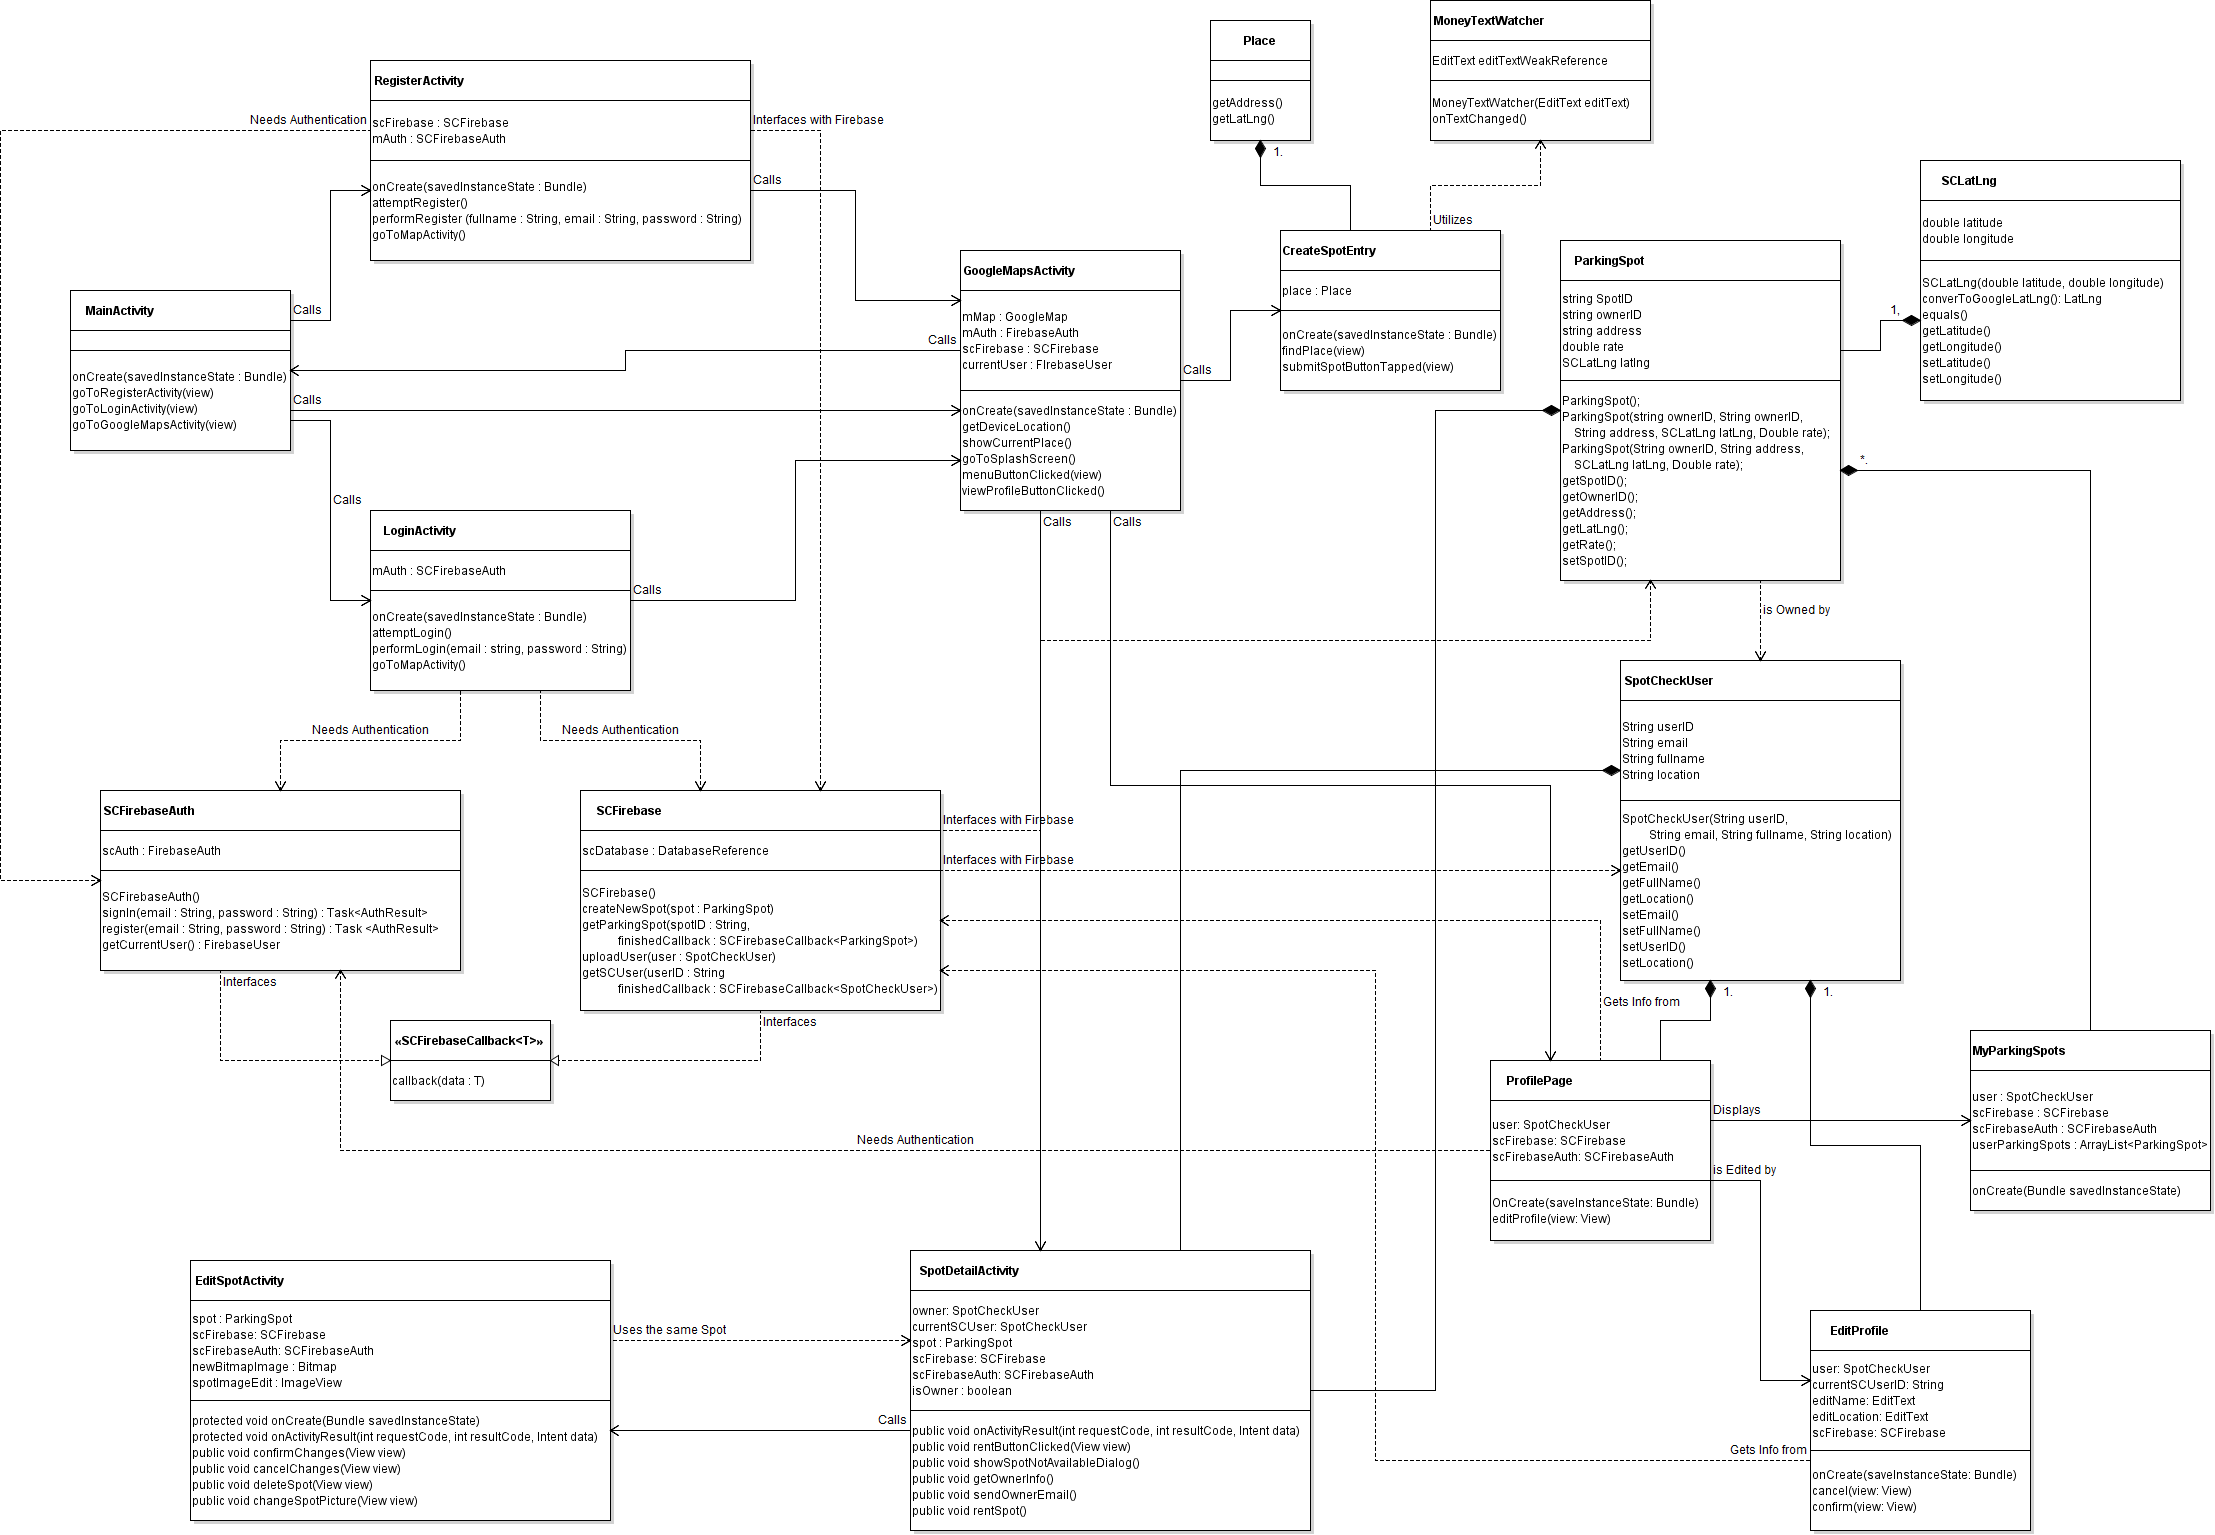 RegisterActivity
scFirebase : SCFirebase
mAuth : SCFirebaseAuth
onCreate(savedInstanceState : Bundle)
attemptRegister()
performRegister (fullname : String, email : String, password : String)
goToMapActivity()
Needs Authentication
Interfaces with Firebase
Calls
Place
getAddress()
getLatLng()
1.
MoneyTextWatcher
EditText editTextWeakReference
MoneyTextWatcher(EditText editText)
onTextChanged()
Utilizes
SCLatLng
double latitude
double longitude
SCLatLng(double latitude, double longitude)
converToGoogleLatLng(): LatLng
equals()
getLatitude()
getLongitude()
setLatitude()
setLongitude()
1,
MainActivity
onCreate(savedInstanceState : Bundle)
goToRegisterActivity(view)
goToLoginActivity(view)
goToGoogleMapsActivity(view)
Calls
Calls
Calls
GoogleMapsActivity
mMap : GoogleMap
mAuth : FirebaseAuth
scFirebase : SCFirebase
currentUser : FIrebaseUser
onCreate(savedInstanceState : Bundle)
getDeviceLocation()
showCurrentPlace()
goToSplashScreen()
menuButtonClicked(view)
viewProfileButtonClicked()
Calls
Calls
Calls
Calls
CreateSpotEntry
place : Place
onCreate(savedInstanceState : Bundle)
findPlace(view)
submitSpotButtonTapped(view)
ParkingSpot
string SpotID
string ownerID
string address
double rate
SCLatLng latlng
ParkingSpot();
ParkingSpot(string ownerID, String ownerID,
String address, SCLatLng latLng, Double rate);
ParkingSpot(String ownerID, String address,
SCLatLng latLng, Double rate);
getSpotID();
getOwnerID();
getAddress();
getLatLng();
getRate();
setSpotID();
*.
is Owned by
LoginActivity
mAuth : SCFirebaseAuth
onCreate(savedInstanceState : Bundle)
attemptLogin()
performLogin(email : string, password : String)
goToMapActivity()
Calls
Needs Authentication
Needs Authentication
SpotCheckUser
String userID
String email
String fullname
String location
SpotCheckUser(String userID,
String email, String fullname, String location)
getUserID()
getEmail()
getFullName()
getLocation()
setEmail()
setFullName()
setUserID()
setLocation()
1.
1.
SCFirebaseAuth
scAuth : FirebaseAuth
SCFirebaseAuth()
signIn(email : String, password : String) : Task<AuthResult>
register(email : String, password : String) : Task <AuthResult>
getCurrentUser() : FirebaseUser
Interfaces
SCFirebase
scDatabase : DatabaseReference
SCFirebase()
createNewSpot(spot : ParkingSpot)
getParkingSpot(spotID : String,
finishedCallback : SCFirebaseCallback<ParkingSpot>)
uploadUser(user : SpotCheckUser)
getSCUser(userID : String
finishedCallback : SCFirebaseCallback<SpotCheckUser>)
Interfaces with Firebase
Interfaces with Firebase
Interfaces
«SCFirebaseCallback<T>»
callback(data : T)
Gets Info from
ProfilePage
user: SpotCheckUser
scFirebase: SCFirebase
scFirebaseAuth: SCFirebaseAuth
OnCreate(saveInstanceState: Bundle)
editProfile(view: View)
Needs Authentication
Displays
is Edited by
MyParkingSpots
user : SpotCheckUser
scFirebase : SCFirebase
scFirebaseAuth : SCFirebaseAuth
userParkingSpots : ArrayList<ParkingSpot>
onCreate(Bundle savedInstanceState)
EditSpotActivity
spot : ParkingSpot
scFirebase: SCFirebase
scFirebaseAuth: SCFirebaseAuth
newBitmapImage : Bitmap
spotImageEdit : ImageView
protected void onCreate(Bundle savedInstanceState)
protected void onActivityResult(int requestCode, int resultCode, Intent data)
public void confirmChanges(View view)
public void cancelChanges(View view)
public void deleteSpot(View view)
public void changeSpotPicture(View view)
Uses the same Spot
Calls
SpotDetailActivity
owner: SpotCheckUser
currentSCUser: SpotCheckUser
spot : ParkingSpot
scFirebase: SCFirebase
scFirebaseAuth: SCFirebaseAuth
isOwner : boolean
public void onActivityResult(int requestCode, int resultCode, Intent data)
public void rentButtonClicked(View view)
public void showSpotNotAvailableDialog()
public void getOwnerInfo()
public void sendOwnerEmail()
public void rentSpot()
EditProfile
user: SpotCheckUser
currentSCUserID: String
editName: EditText
editLocation: EditText
scFirebase: SCFirebase
onCreate(saveInstanceState: Bundle)
cancel(view: View)
confirm(view: View)
Gets Info from